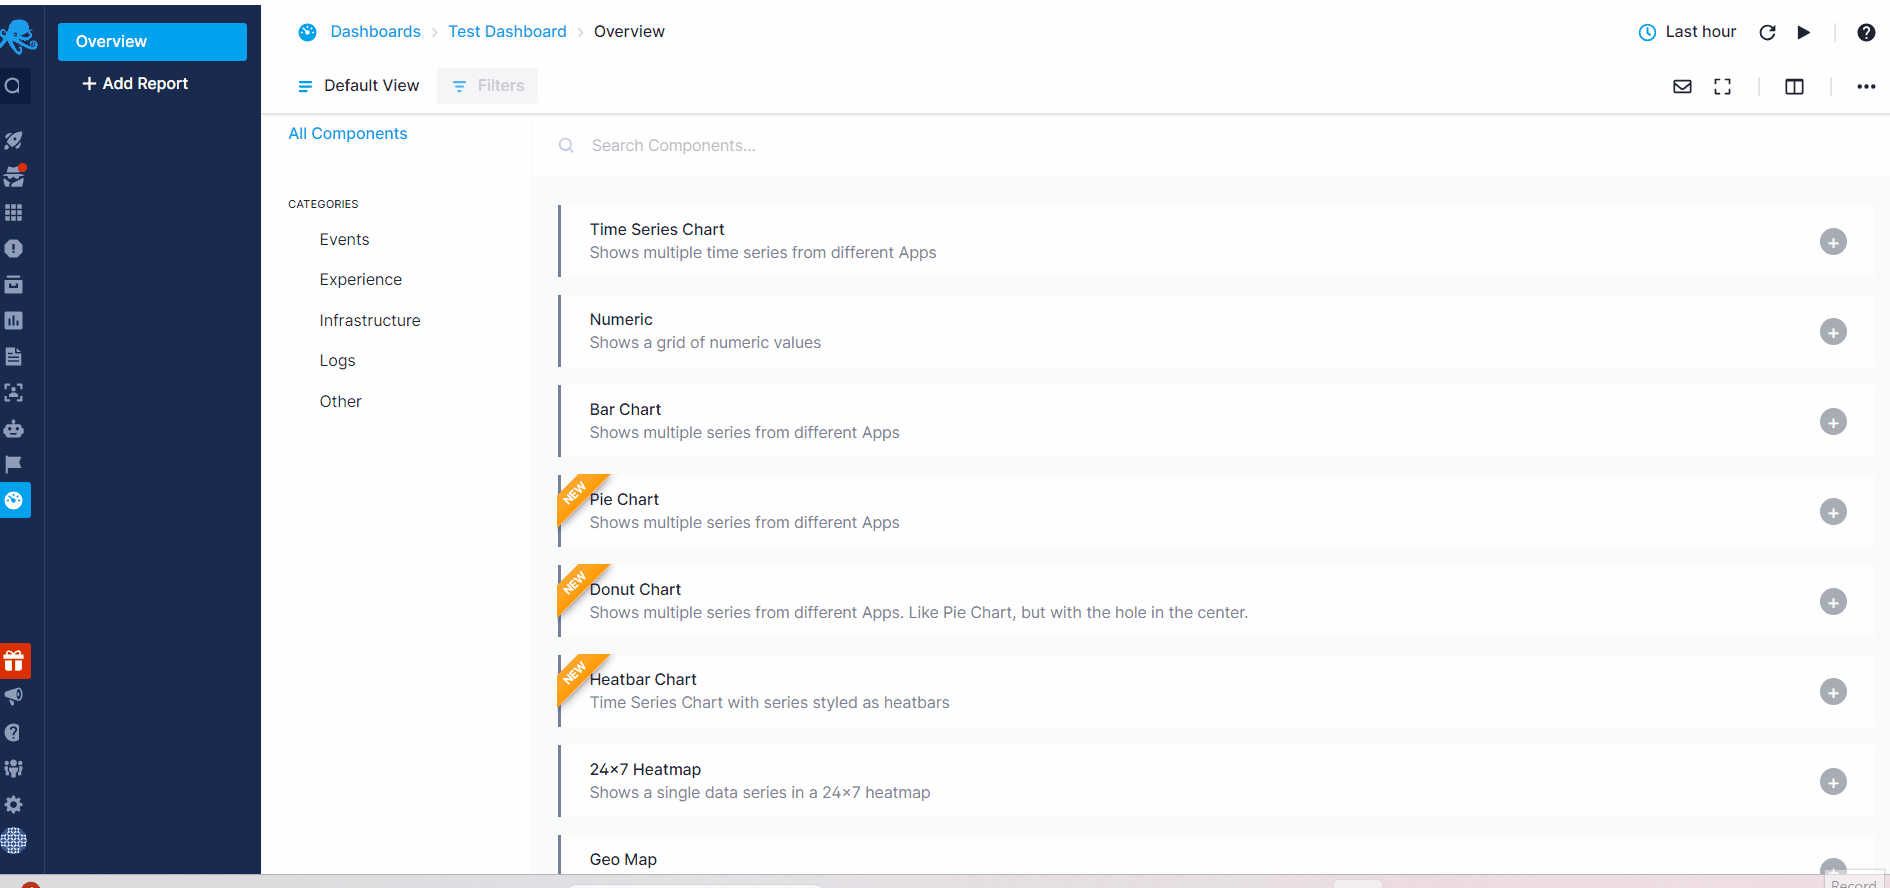 Overview
+ Add Report
Dashboards > Test Dashboard > Overview
Last hour
Default View
Filters
All Components
CATEGORIES
Events
Experience
Infrastructure
Logs
Other
Search Components...
Time Series Chart
Shows multiple time series from different Apps
Numeric
Shows a grid of numeric values
Bar Chart
Shows multiple series from different Apps
NEW
Pie Chart
Shows multiple series from different Apps
NEW
Donut Chart
Shows multiple series from different Apps. Like Pie Chart, but with the hole in the center.
NEW
Heatbar Chart
Time Series Chart with series styled as heatbars
24×7 Heatmap
Shows a single data series in a 24×7 heatmap
Geo Map
Record